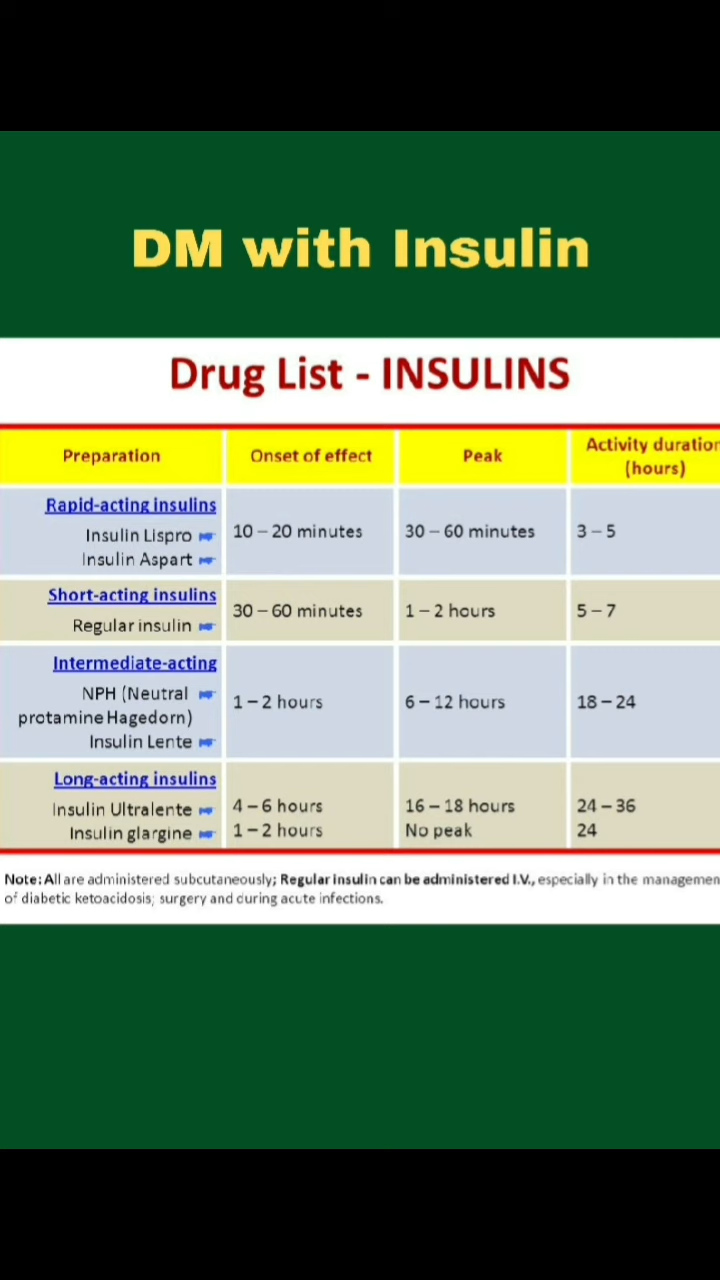 DM with Insulin
Drug List - INSULINS
Preparation
Onset of effect
Peak
Activity duration
(hours)
Rapid-acting insulins
Insulin Lispro
Insulin Aspart
10 – 20 minutes
30 – 60 minutes
3 – 5
Short-acting insulins
Regular insulin
30 – 60 minutes
1 – 2 hours
5 – 7
Intermediate-acting
NPH (Neutral
protamine Hagedorn)
Insulin Lente
1 – 2 hours
6 – 12 hours
18 – 24
Long-acting insulins
Insulin Ultralente
Insulin glargine
4 – 6 hours
1 – 2 hours
16 – 18 hours
No peak
24 – 36
24
Note: All are administered subcutaneously; Regular insulin can be administered I.V., especially in the managemen
of diabetic ketoacidosis; surgery and during acute infections.